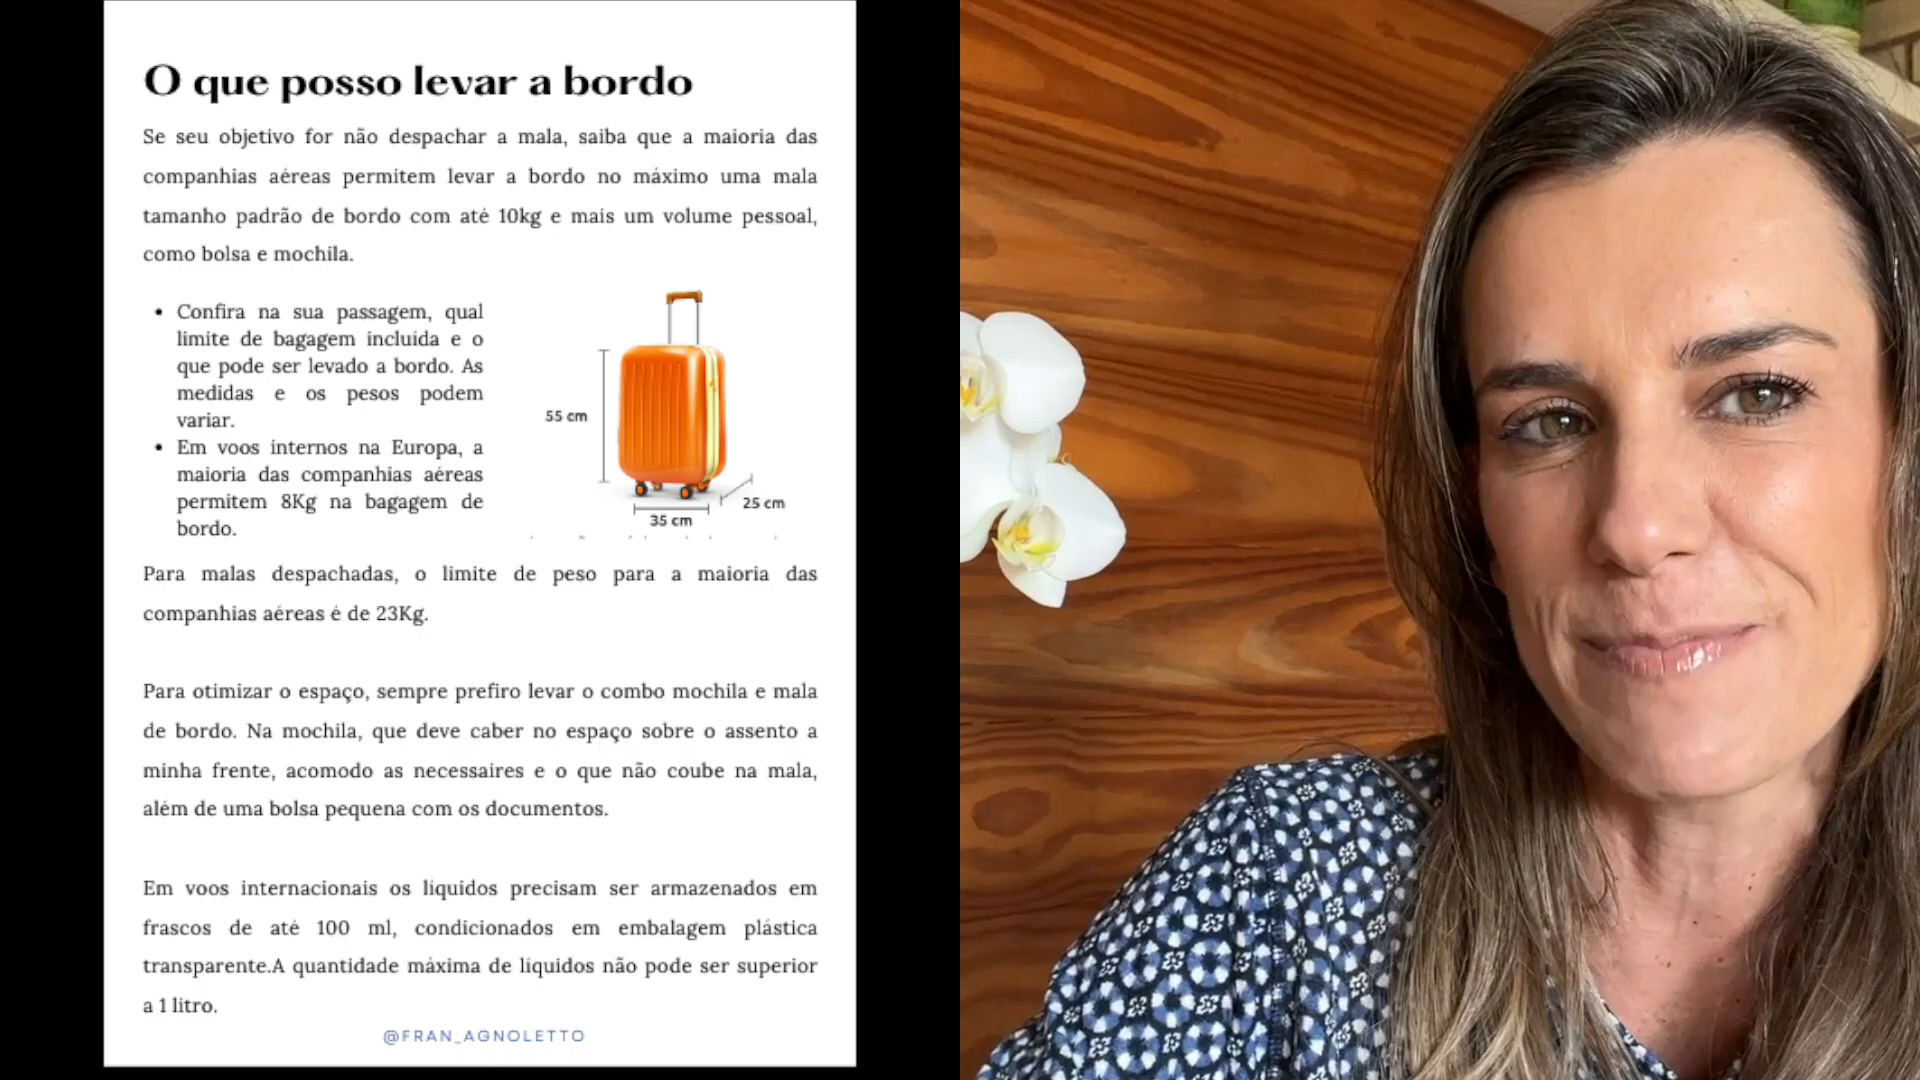 O que posso levar a bordo
Se seu objetivo for não despachar a mala, saiba que a maioria das
companhias aéreas permitem levar a bordo no máximo uma mala
tamanho padrão de bordo com até 10kg e mais um volume pessoal,
como bolsa e mochila.
• Confira na sua passagem, qual
limite de bagagem incluída e o
que pode ser levado a bordo. As
medidas e os pesos podem
variar.
• Em voos internos na Europa, a
maioria das companhias aéreas
permitem 8Kg na bagagem de
bordo.
55 cm
25 cm
35 cm
Para malas despachadas, o limite de peso para a maioria das
companhias aéreas é de 23Kg.
Para otimizar o espaço, sempre prefiro levar o combo mochila e mala
de bordo. Na mochila, que deve caber no espaço sobre o assento a
minha frente, acomodo as necessaires e o que não coube na mala,
além de uma bolsa pequena com os documentos.
Em voos internacionais os líquidos precisam ser armazenados em
frascos de até 100 ml, condicionados em embalagem plástica
transparente.A quantidade máxima de líquidos não pode ser superior
a 1 litro.
@FRAN_AGNOLETTO